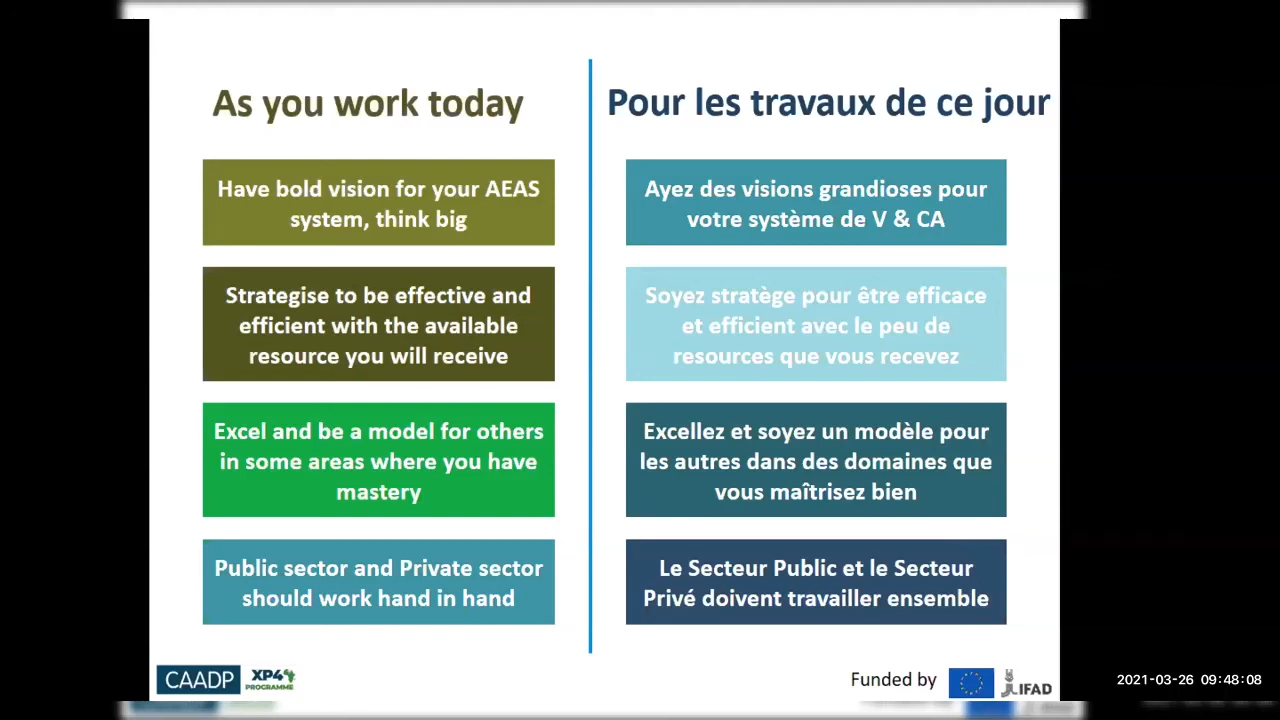 As you work today
Have bold vision for your AEAS
system, think big
Strategise to be effective and
efficient with the available
resource you will receive
Excel and be a model for others
in some areas where you have
mastery
Public sector and Private sector
should work hand in hand
Pour les travaux de ce jour
Ayez des visions grandioses pour
votre système de V & CA
Soyez stratège pour être efficace
et efficient avec le peu de
resources que vous recevez
Excellez et soyez un modèle pour
les autres dans des domaines que
vous maîtrisez bien
Le Secteur Public et le Secteur
Privé doivent travailler ensemble
CAADP
XP4
PROGRAMME
Funded by
IFAD
2021-03-26 09:48:08